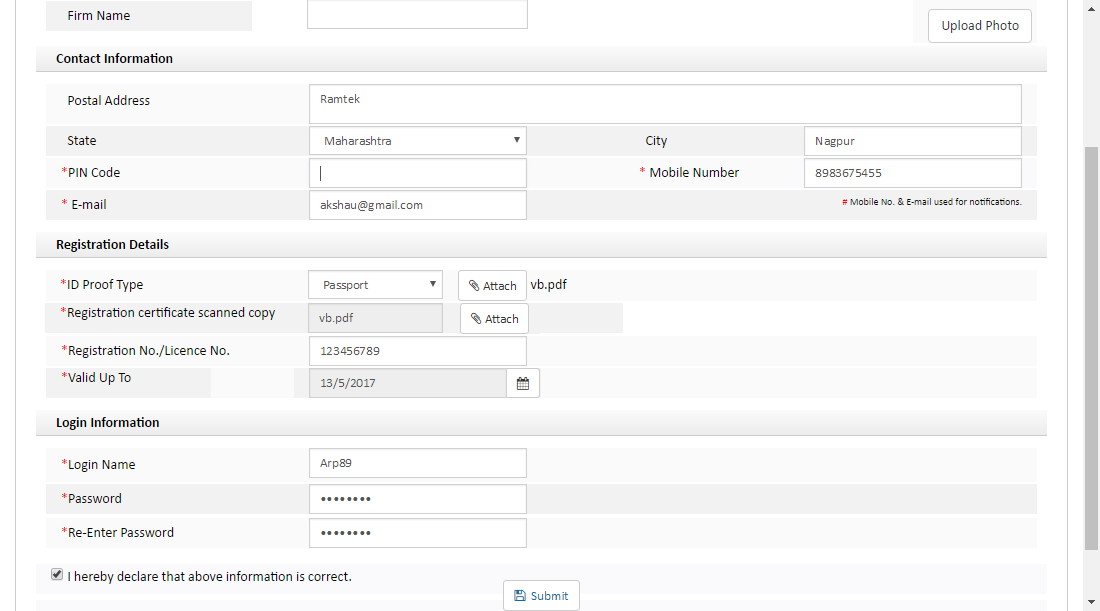 Firm Name
Upload Photo
Contact Information
Postal Address Ramtek
State Maharashtra City Nagpur
*PIN Code * Mobile Number 8983675455
* E-mail akshau@gmail.com # Mobile No. & E-mail used for notifications.
Registration Details
*ID Proof Type Passport Attach vb.pdf
*Registration certificate scanned copy vb.pdf Attach
*Registration No./Licence No. 123456789
*Valid Up To 13/5/2017
Login Information
*Login Name Arp89
*Password ••••••••
*Re-Enter Password ••••••••
I hereby declare that above information is correct.
Submit